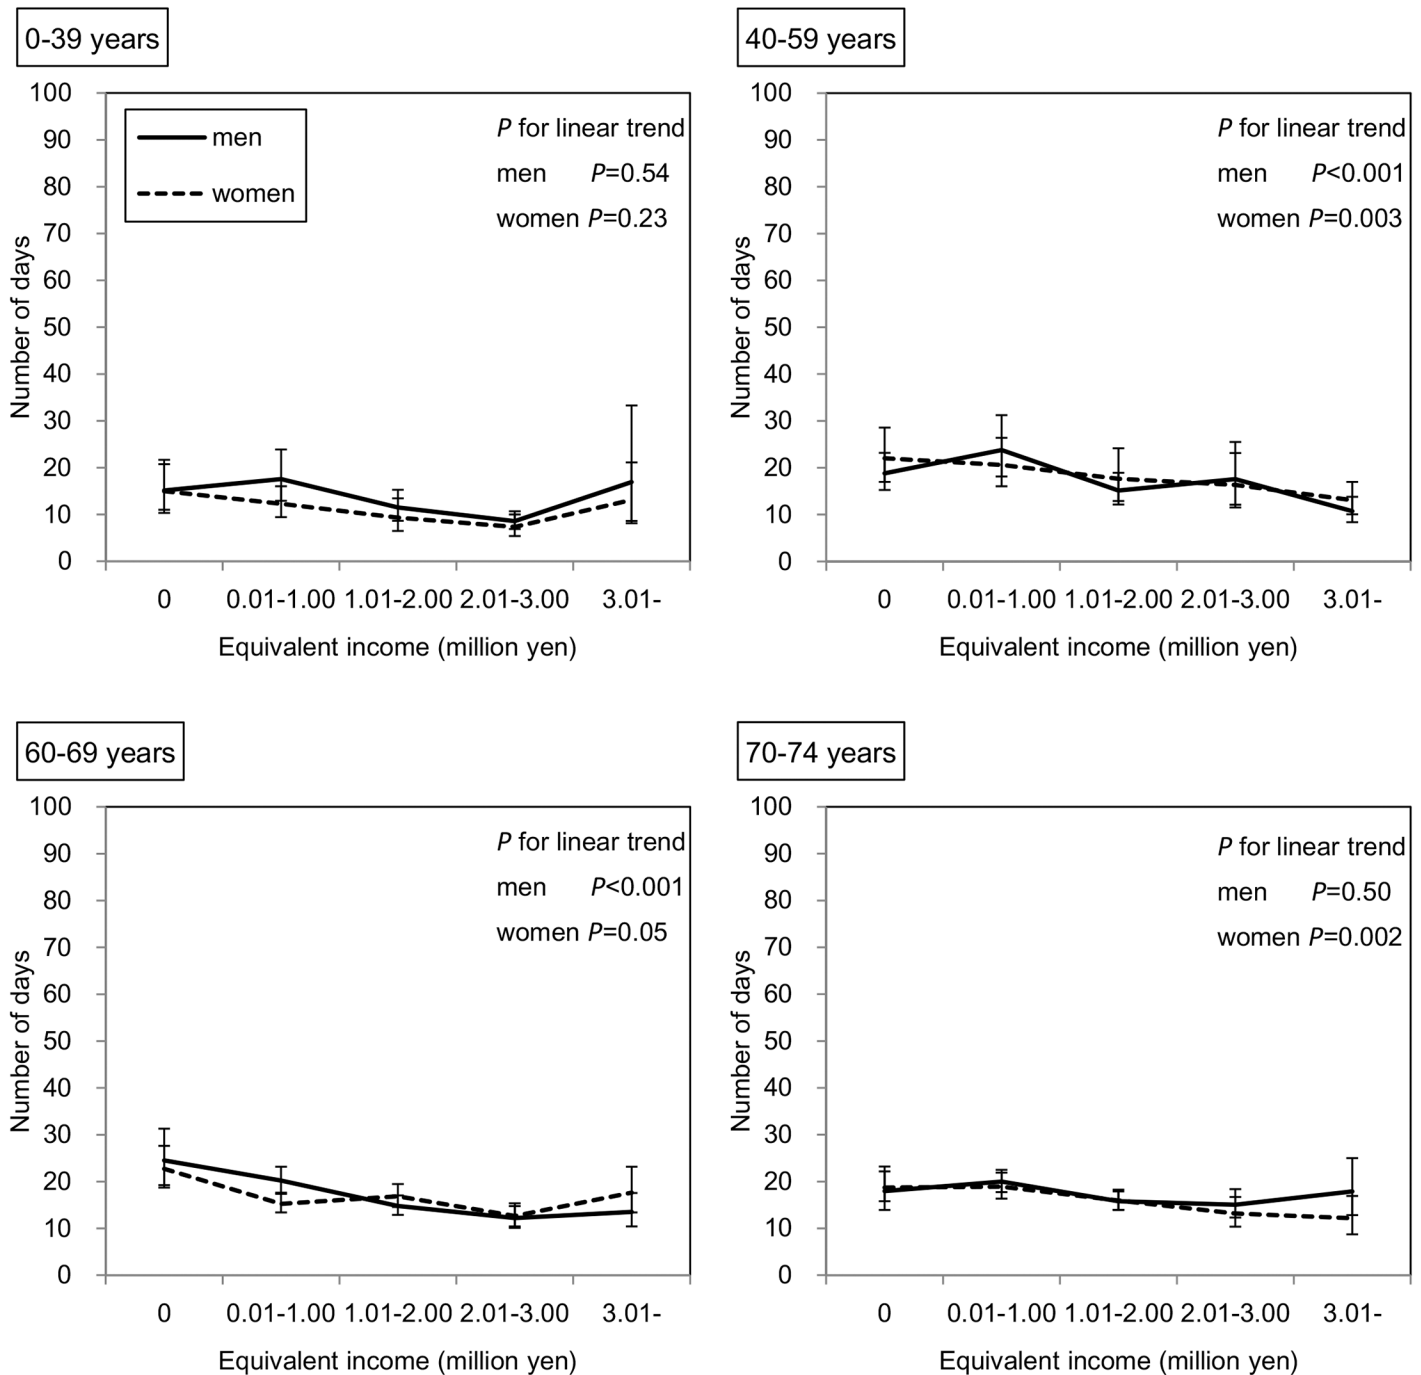 0-39 years
100
90
80
70
60
50
40
30
20
10
0
Number of days
men
women
P for linear trend
men P=0.54
women P=0.23
0 0.01-1.00 1.01-2.00 2.01-3.00 3.01-
Equivalent income (million yen)
40-59 years
100
90
80
70
60
50
40
30
20
10
0
Number of days
P for linear trend
men P<0.001
women P=0.003
0 0.01-1.00 1.01-2.00 2.01-3.00 3.01-
Equivalent income (million yen)
60-69 years
100
90
80
70
60
50
40
30
20
10
0
Number of days
P for linear trend
men P<0.001
women P=0.05
0 0.01-1.00 1.01-2.00 2.01-3.00 3.01-
Equivalent income (million yen)
70-74 years
100
90
80
70
60
50
40
30
20
10
0
Number of days
P for linear trend
men P=0.50
women P=0.002
0 0.01-1.00 1.01-2.00 2.01-3.00 3.01-
Equivalent income (million yen)